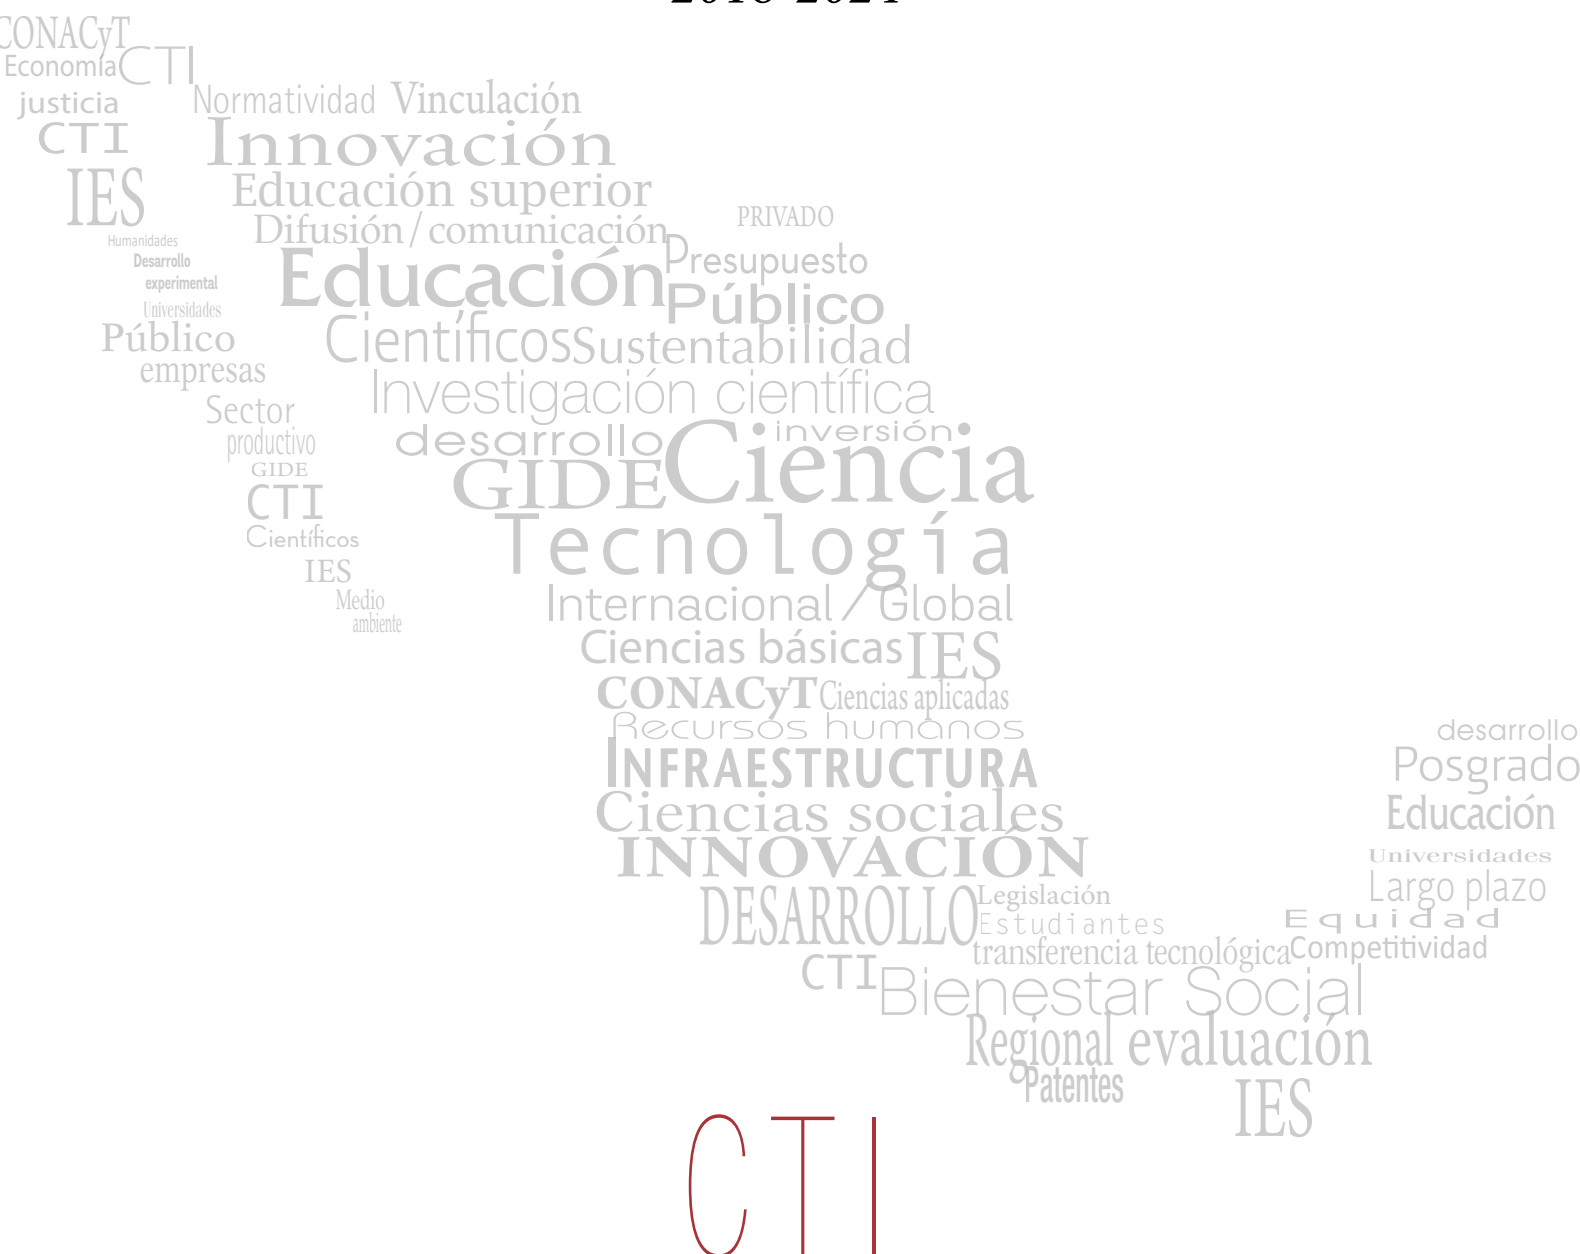 2018-2024
CONACyT
Economía CTI
justicia
Normatividad Vinculación
CTI
Innovación
IES
Educación superior
Difusión/comunicación
PRIVADO
Humanidades
Desarrollo
experimental
Universidades
Educación
Presupuesto
Público
Público
empresas
Científicos Sustentabilidad
Investigación científica
Sector
productivo
GIDE
CTI
Científicos
IES
Medio
ambiente
desarrollo
inversión
GIDE Ciencia
Tecnología
Internacional/Global
Ciencias básicas IES
CONACyT Ciencias aplicadas
Recursos humanos
INFRAESTRUCTURA
Ciencias sociales
INNOVACIÓN
DESARROLLO
Legislación
Estudiantes
transferencia tecnológica
desarrollo
Posgrado
Educación
Universidades
Largo plazo
Equidad
Competitividad
CTI
Bienestar Social
Regional evaluación
Patentes
IES
CTI